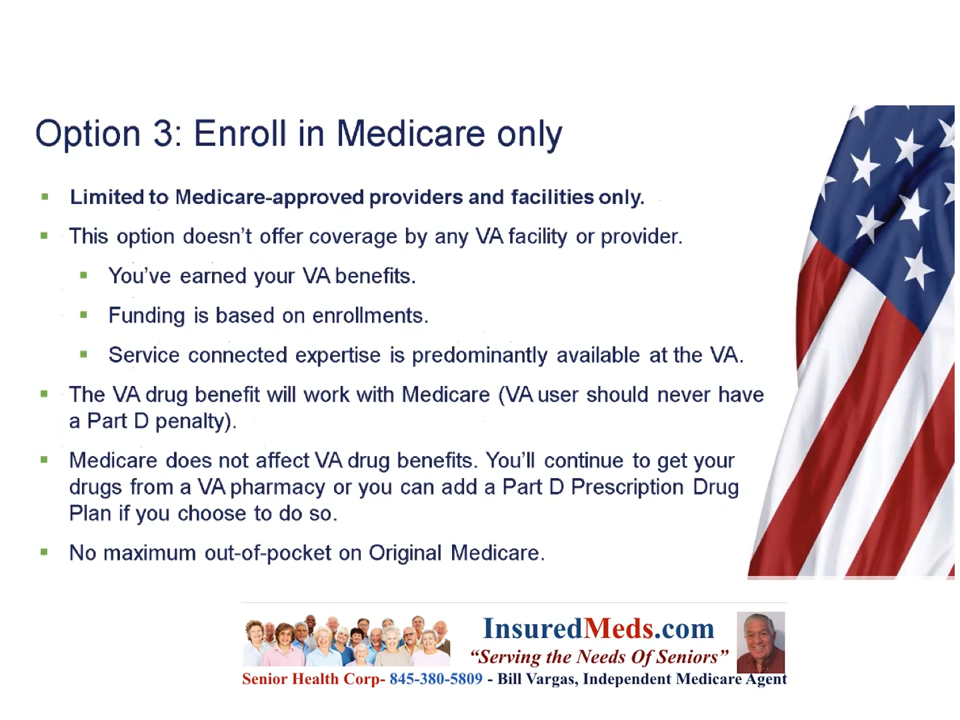 Option 3: Enroll in Medicare only
Limited to Medicare-approved providers and facilities only.
This option doesn't offer coverage by any VA facility or provider.
You've earned your VA benefits.
Funding is based on enrollments.
Service connected expertise is predominantly available at the VA.
The VA drug benefit will work with Medicare (VA user should never have
a Part D penalty).
Medicare does not affect VA drug benefits. You'll continue to get your
drugs from a VA pharmacy or you can add a Part D Prescription Drug
Plan if you choose to do so.
No maximum out-of-pocket on Original Medicare.
InsuredMeds.com
“Serving the Needs Of Seniors”
Senior Health Corp- 845-380-5809 - Bill Vargas, Independent Medicare Agent